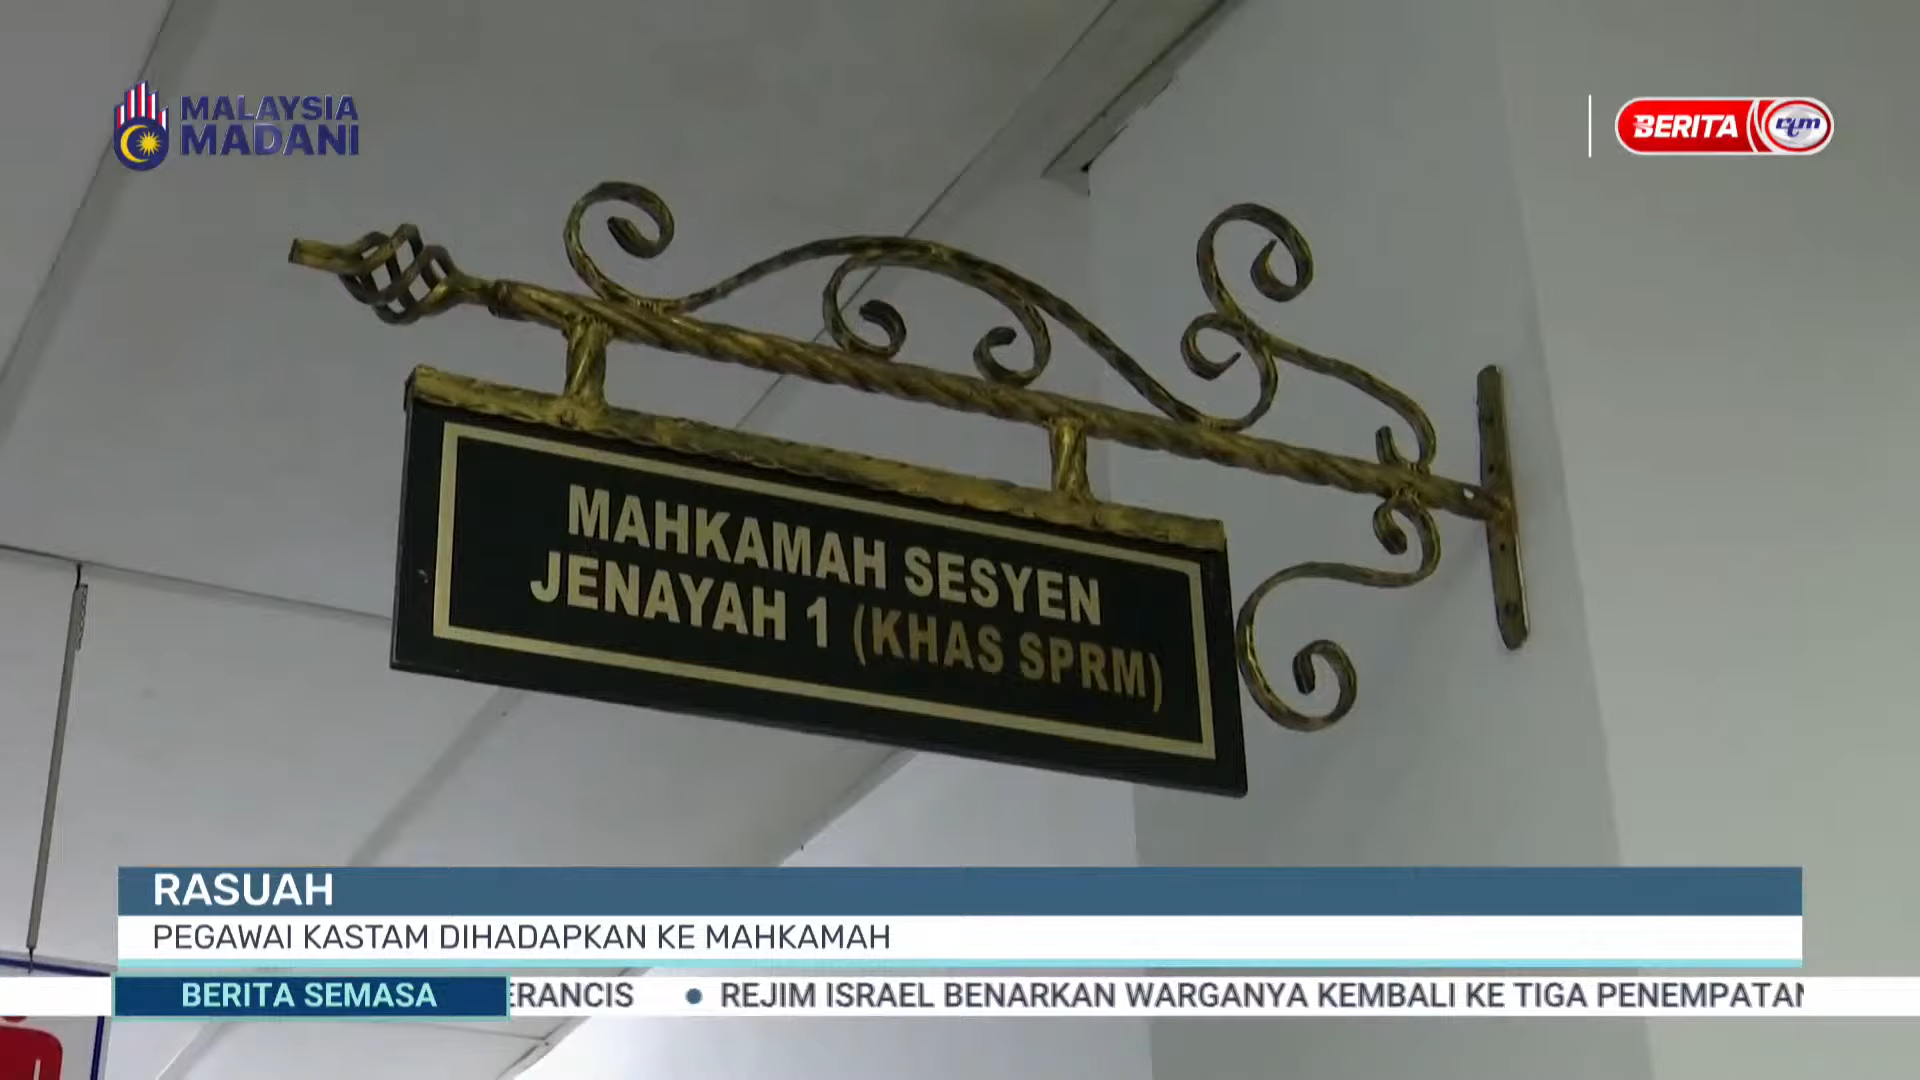 MALAYSIA
MADANI
BERITA rtm
MAHKAMAH SESYEN
JENAYAH 1 (KHAS SPRM)
RASUAH
PEGAWAI KASTAM DIHADAPKAN KE MAHKAMAH
BERITA SEMASA
REJIM ISRAEL BENARKAN WARGANYA KEMBALI KE TIGA